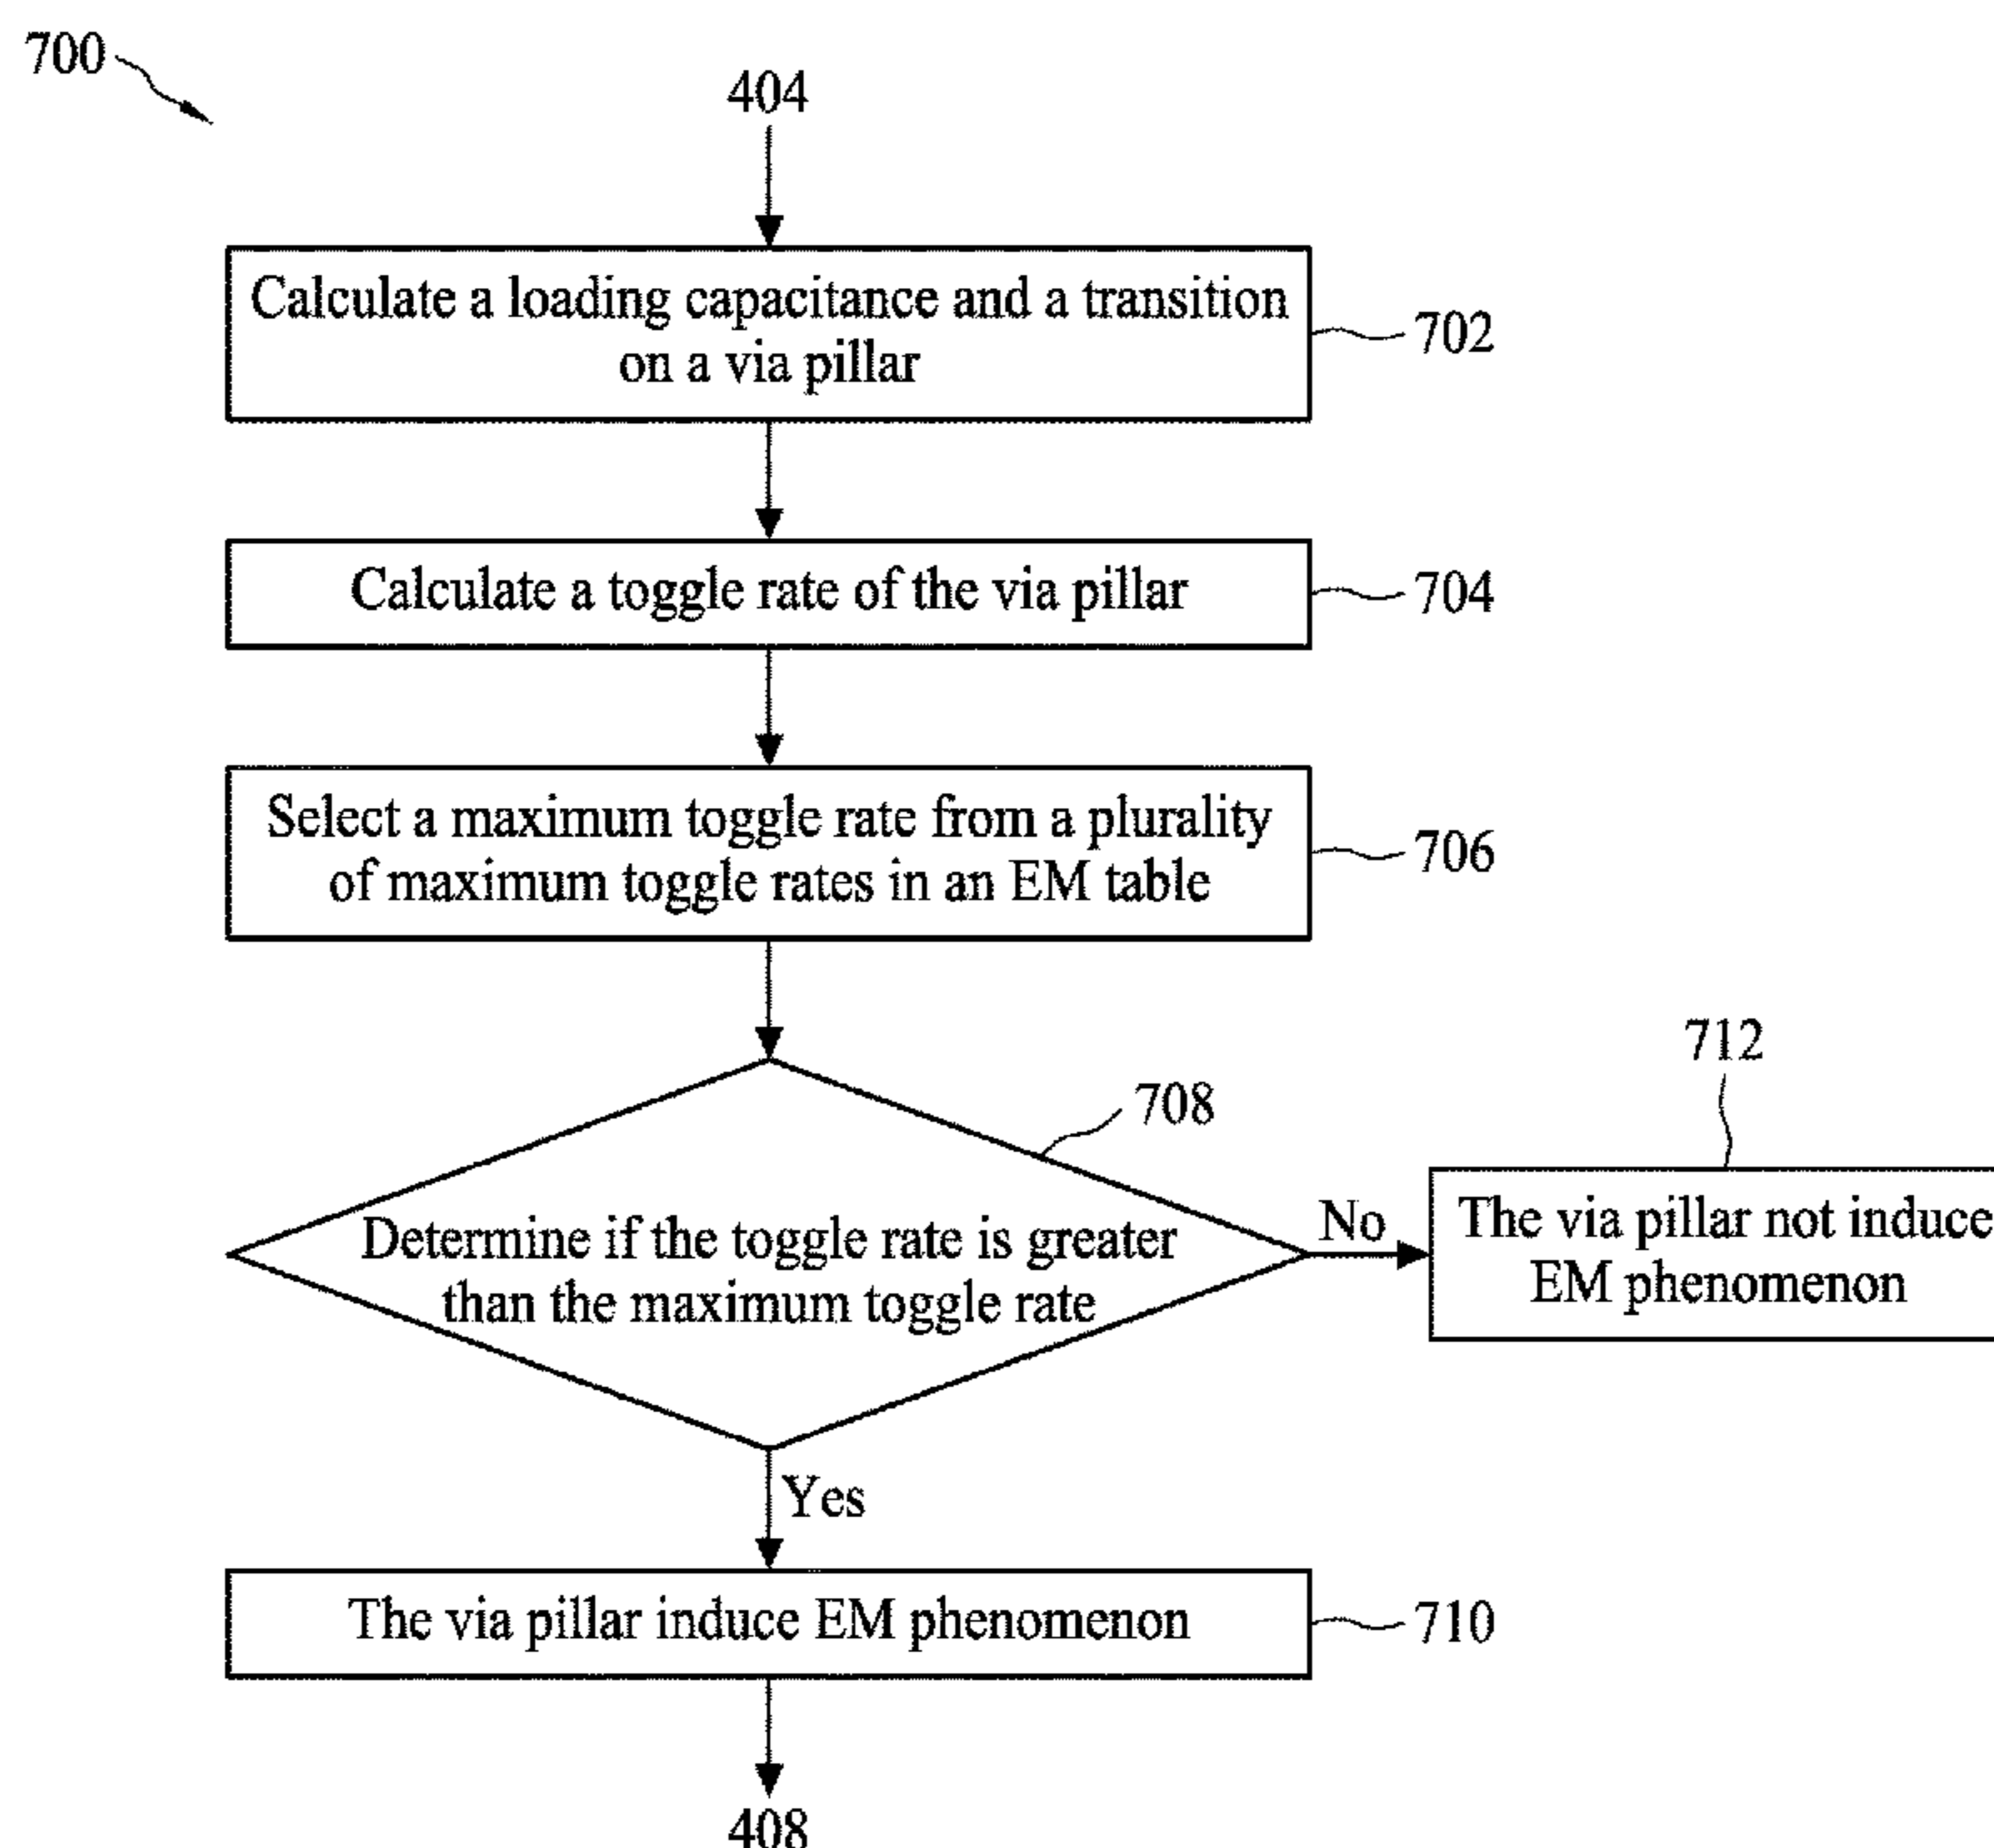 700
404
Calculate a loading capacitance and a transition
on a via pillar
702
Calculate a toggle rate of the via pillar
704
Select a maximum toggle rate from a plurality
of maximum toggle rates in an EM table
706
708
Determine if the toggle rate is greater
than the maximum toggle rate
No
712
The via pillar not induce
EM phenomenon
Yes
The via pillar induce EM phenomenon
710
408